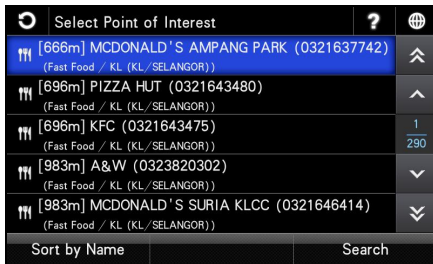 Select Point of Interest ?
[666m] MCDONALD'S AMPANG PARK (0321637742)
(Fast Food / KL (KL/SELANGOR))
[696m] PIZZA HUT (0321643480)
(Fast Food / KL (KL/SELANGOR))
[696m] KFC (0321643475)
(Fast Food / KL (KL/SELANGOR))
1
290
[983m] A&W (0323820302)
(Fast Food / KL (KL/SELANGOR))
[983m] MCDONALD'S SURIA KLCC (0321646414)
(Fast Food / KL (KL/SELANGOR))
Sort by Name Search